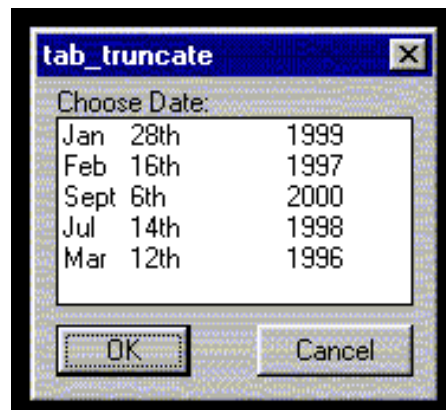 tab_truncate
Choose Date:
Jan 28th 1999
Feb 16th 1997
Sept 6th 2000
Jul 14th 1998
Mar 12th 1996
OK Cancel